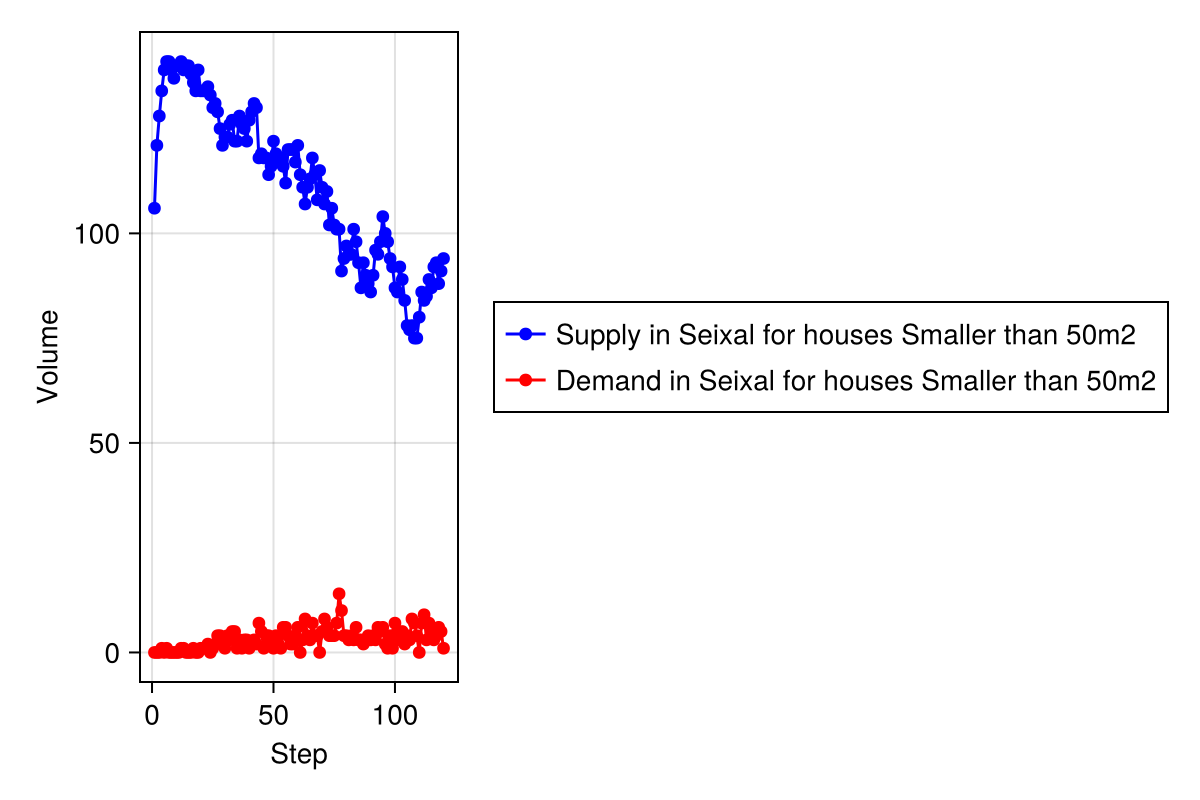 Volume
100
50
0
0 50 100
Step
Supply in Seixal for houses Smaller than 50m2
Demand in Seixal for houses Smaller than 50m2